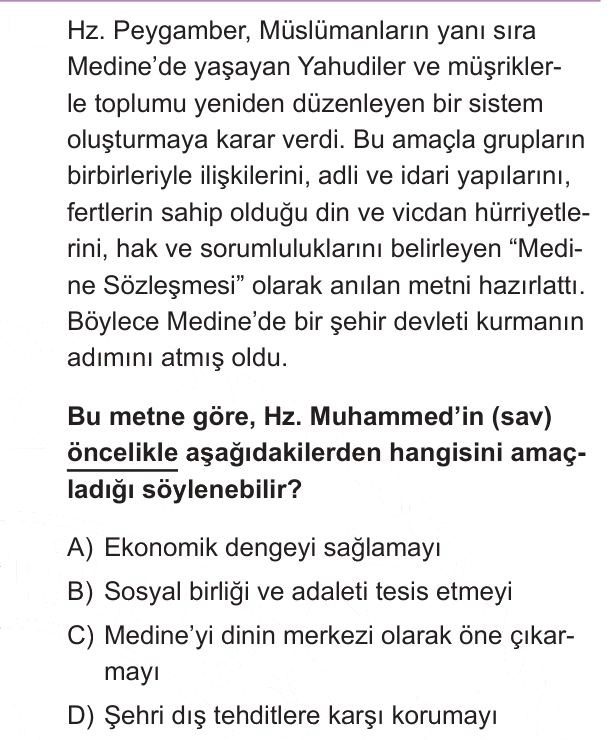 Hz. Peygamber, Müslümanların yanı sıra
Medine’de yaşayan Yahudiler ve müşrikler-
le toplumu yeniden düzenleyen bir sistem
oluşturmaya karar verdi. Bu amaçla grupların
birbirleriyle ilişkilerini, adli ve idari yapılarını,
fertlerin sahip olduğu din ve vicdan hürriyetle-
rini, hak ve sorumluluklarını belirleyen “Medi-
ne Sözleşmesi” olarak anılan metni hazırlattı.
Böylece Medine’de bir şehir devleti kurmanın
adımını atmış oldu.
Bu metne göre, Hz. Muhammed’in (sav)
öncelikle aşağıdakilerden hangisini amaç-
ladığı söylenebilir?
A) Ekonomik dengeyi sağlamayı
B) Sosyal birliği ve adaleti tesis etmeyi
C) Medine’yi dinin merkezi olarak öne çıkar-
mayı
D) Şehri dış tehditlere karşı korumayı